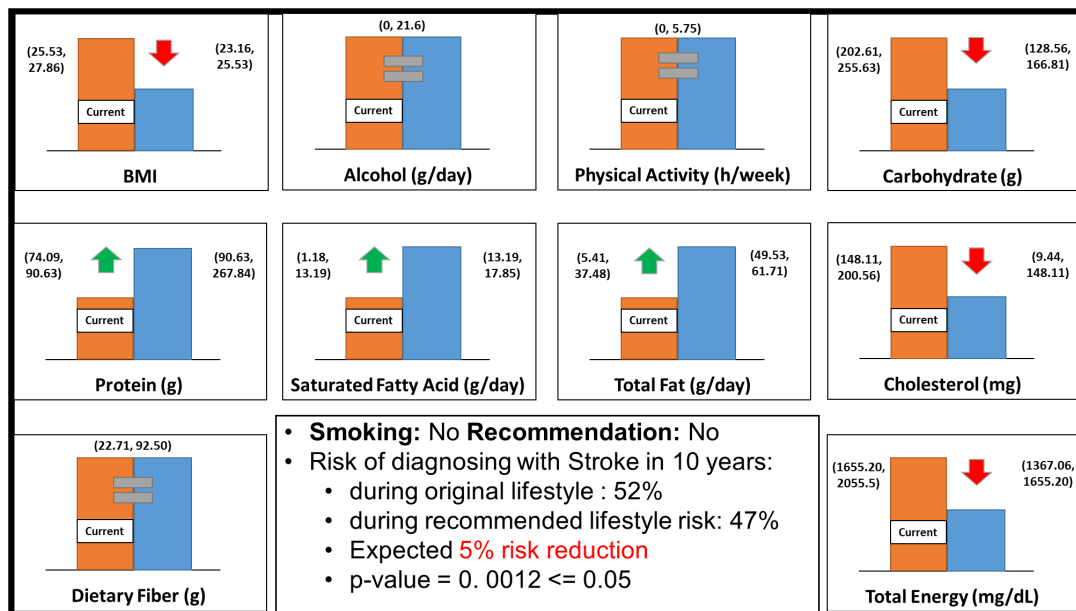 (25.53,
27.86)
(23.16,
25.53)
Current
BMI
(0, 21.6)
Current
Alcohol (g/day)
(0, 5.75)
Current
Physical Activity (h/week)
(202.61,
255.63)
(128.56,
166.81)
Current
Carbohydrate (g)
(74.09,
90.63)
(90.63,
267.84)
Current
Protein (g)
(1.18,
13.19)
(13.19,
17.85)
Current
Saturated Fatty Acid (g/day)
(5.41,
37.48)
(49.53,
61.71)
Current
Total Fat (g/day)
(148.11,
200.56)
(9.44,
148.11)
Current
Cholesterol (mg)
(22.71, 92.50)
Current
Dietary Fiber (g)
• Smoking: No Recommendation: No
• Risk of diagnosing with Stroke in 10 years:
• during original lifestyle : 52%
• during recommended lifestyle risk: 47%
• Expected 5% risk reduction
• p-value = 0. 0012 <= 0.05
(1655.20,
2055.5)
(1367.06,
1655.20)
Current
Total Energy (mg/dL)